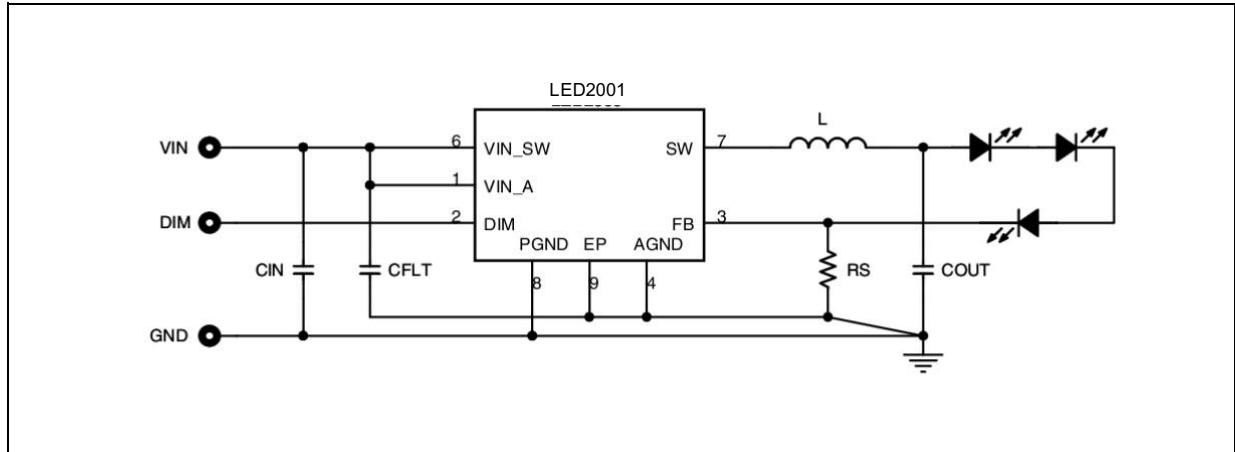 LED2001
L
VIN 6 VIN_SW SW 7
1 VIN_A
DIM 2 DIM FB 3
PGND EP AGND
CIN CFLT 8 9 4 RS COUT
GND